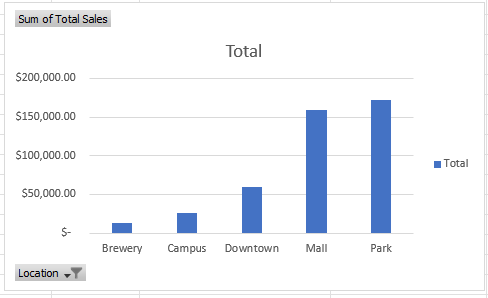 Sum of Total Sales
Total
$200,000.00
$150,000.00
$100,000.00
$50,000.00
$-
Brewery Campus Downtown Mall Park
Total
Location